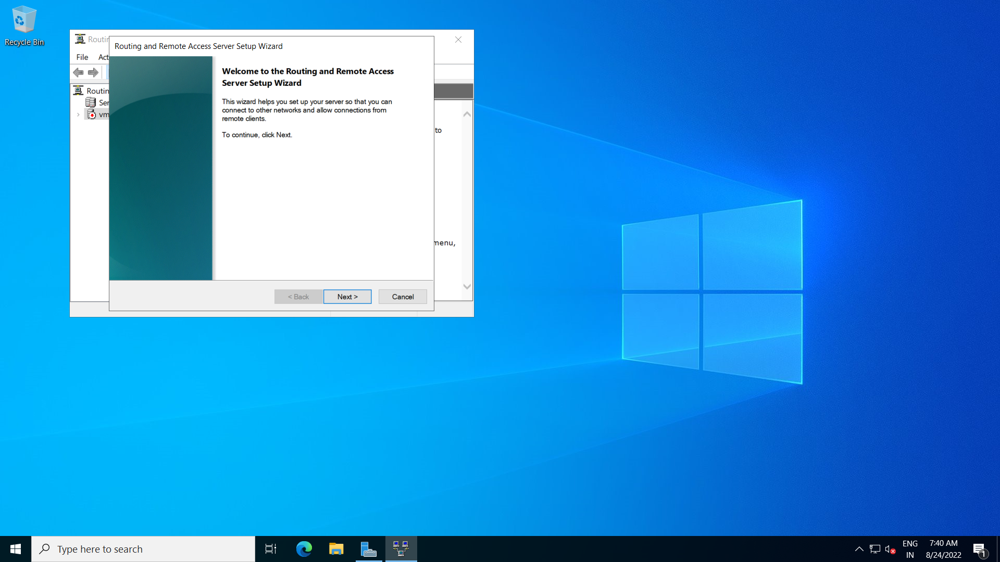 Recycle Bin
Routin
Routing and Remote Access Server Setup Wizard
File Act
Welcome to the Routing and Remote Access
Server Setup Wizard
This wizard helps you set up your server so that you can
connect to other networks and allow connections from
remote clients.
To continue, click Next.
Routin
Ser
vm
to
menu,
< Back Next > Cancel
Type here to search
ENG
IN
7:40 AM
8/24/2022
1